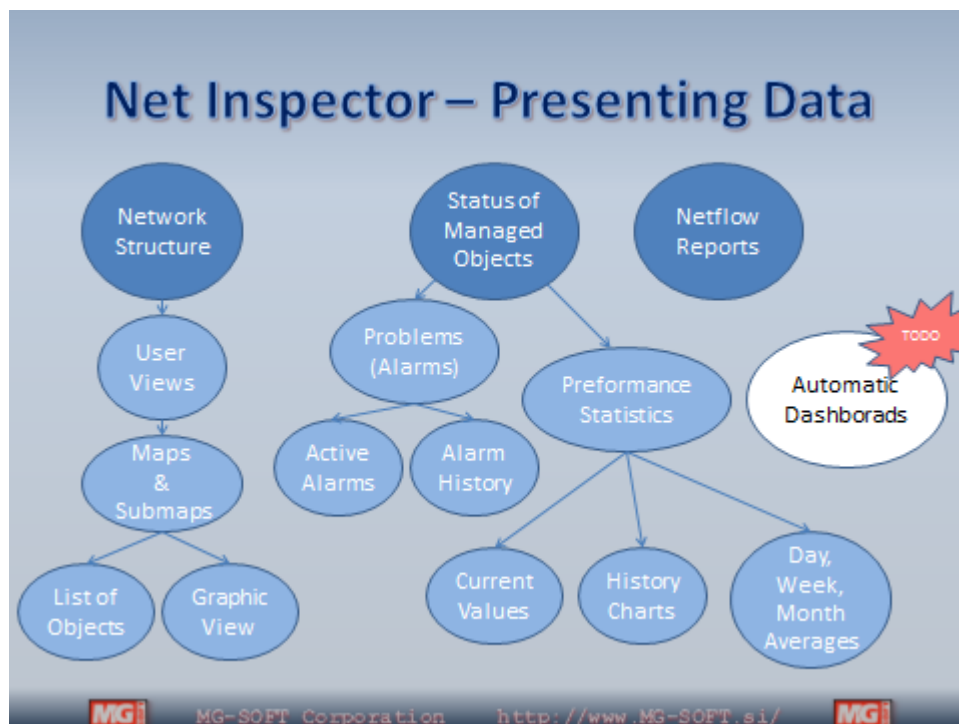 Net Inspector – Presenting Data
Network
Structure
Status of
Managed
Objects
Netflow
Reports
User
Views
Problems
(Alarms)
Preformance
Statistics
TODO
Automatic
Dashborads
Maps
&
Submaps
Active
Alarms
Alarm
History
List of
Objects
Graphic
View
Current
Values
History
Charts
Day,
Week,
Month
Averages
MG
MG-SOFT Corporation
http://www.MG-SOFT.si/
MG